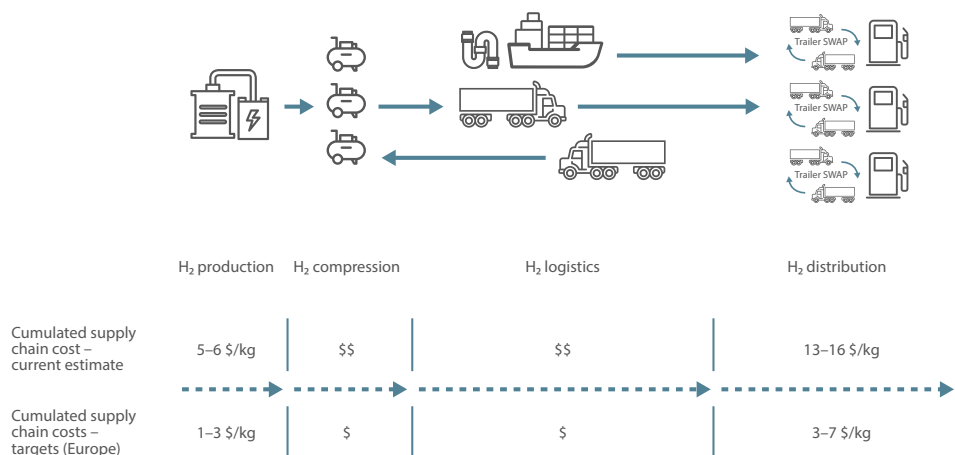 Trailer SWAP
Trailer SWAP
Trailer SWAP
H₂ production H₂ compression H₂ logistics H₂ distribution
Cumulated supply
chain cost –
current estimate
5–6 $/kg $$ $$ 13–16 $/kg
Cumulated supply
chain costs –
targets (Europe)
1–3 $/kg $ $ 3–7 $/kg